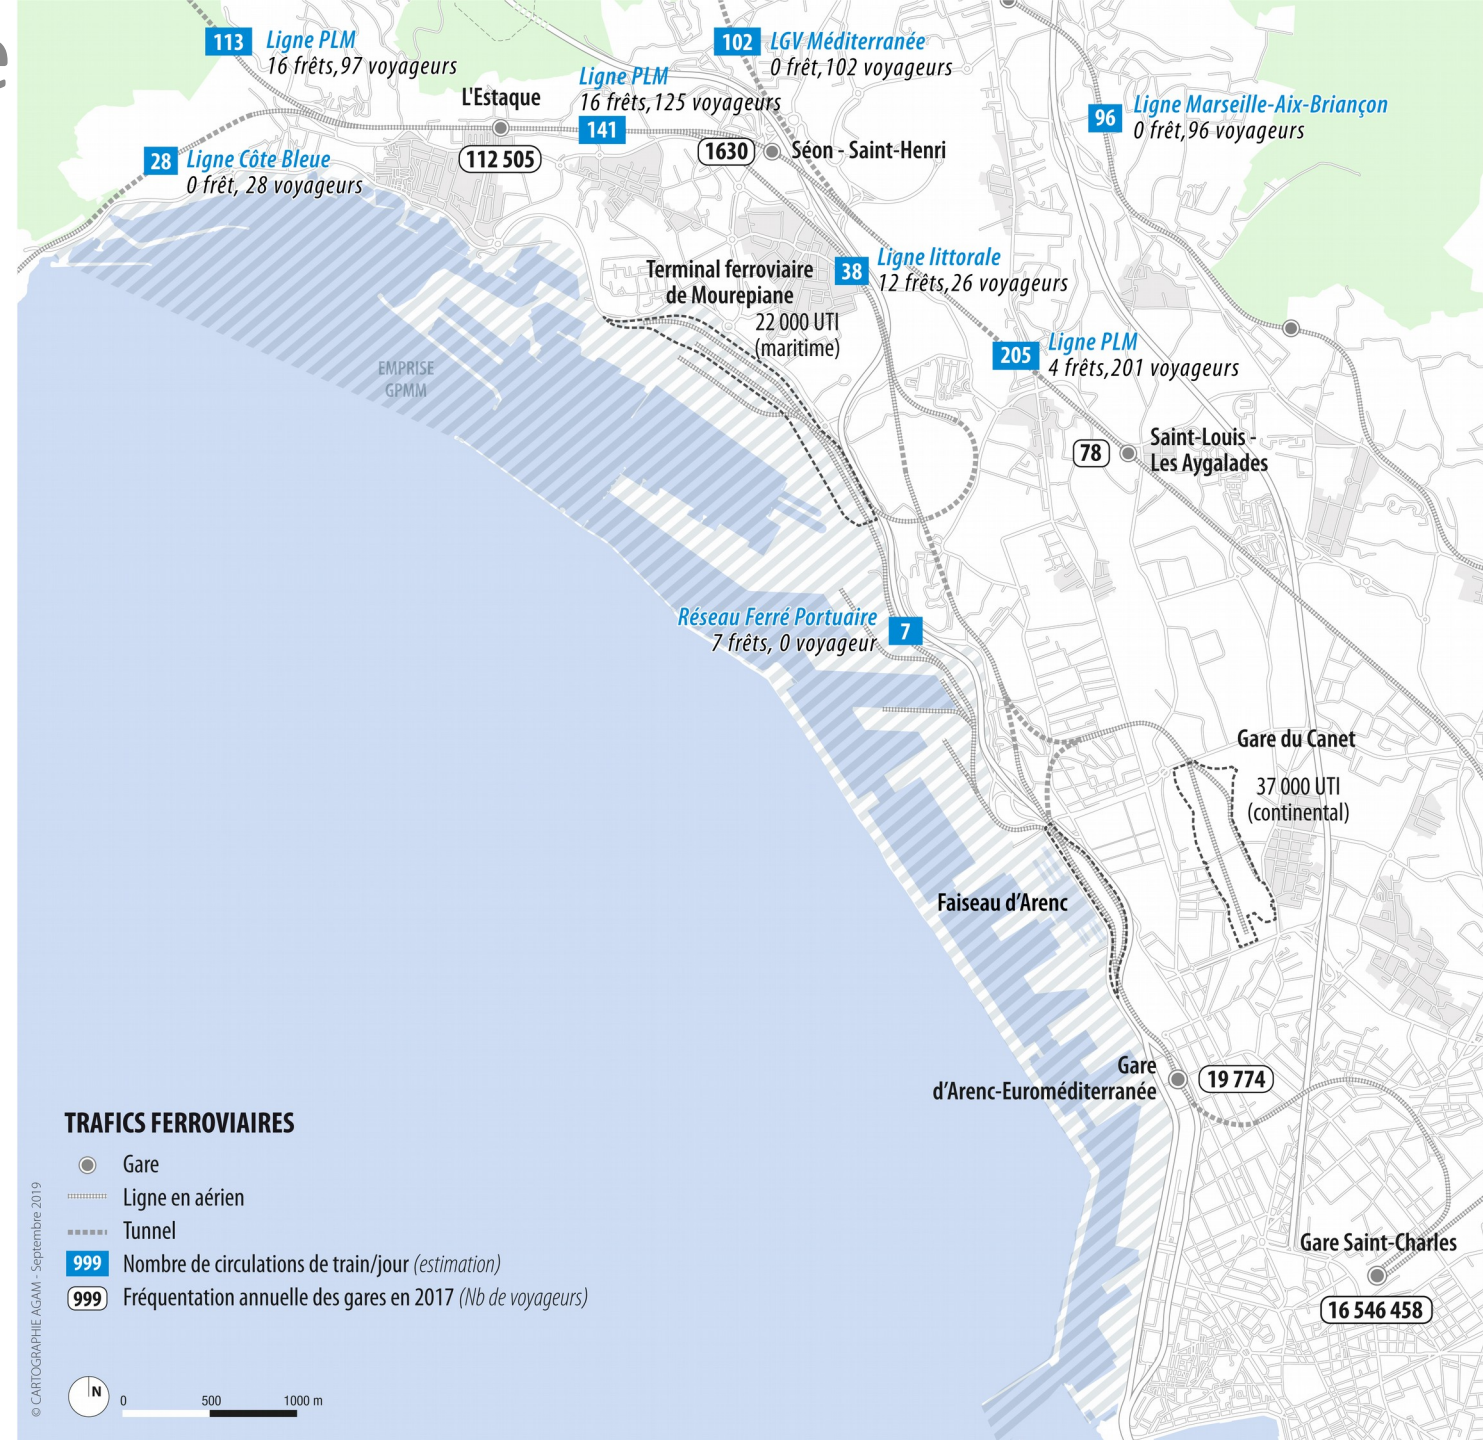 113
Ligne PLM
16 frêts,97 voyageurs
102
LGV Méditerranée
0 frêt,102 voyageurs
Ligne PLM
16 frêts,125 voyageurs
141
L'Estaque
112 505
96
Ligne Marseille-Aix-Briançon
0 frêt,96 voyageurs
28
Ligne Côte Bleue
0 frêt, 28 voyageurs
1630
Séon - Saint-Henri
Terminal ferroviaire
de Mourepiane
22 000 UTI
(maritime)
38
Ligne littorale
12 frêts,26 voyageurs
EMPRISE
GPMM
205
Ligne PLM
4 frêts,201 voyageurs
78
Saint-Louis -
Les Aygalades
Réseau Ferré Portuaire
7 frêts, 0 voyageur
7
Gare du Canet
37 000 UTI
(continental)
Faiseau d'Arenc
Gare
d'Arenc-Euroméditerranée
19 774
Gare Saint-Charles
16 546 458
TRAFICS FERROVIAIRES
Gare
Ligne en aérien
Tunnel
999 Nombre de circulations de train/jour (estimation)
999 Fréquentation annuelle des gares en 2017 (Nb de voyageurs)
N
0 500 1000 m
© CARTOGRAPHIE AGAM - Septembre 2019